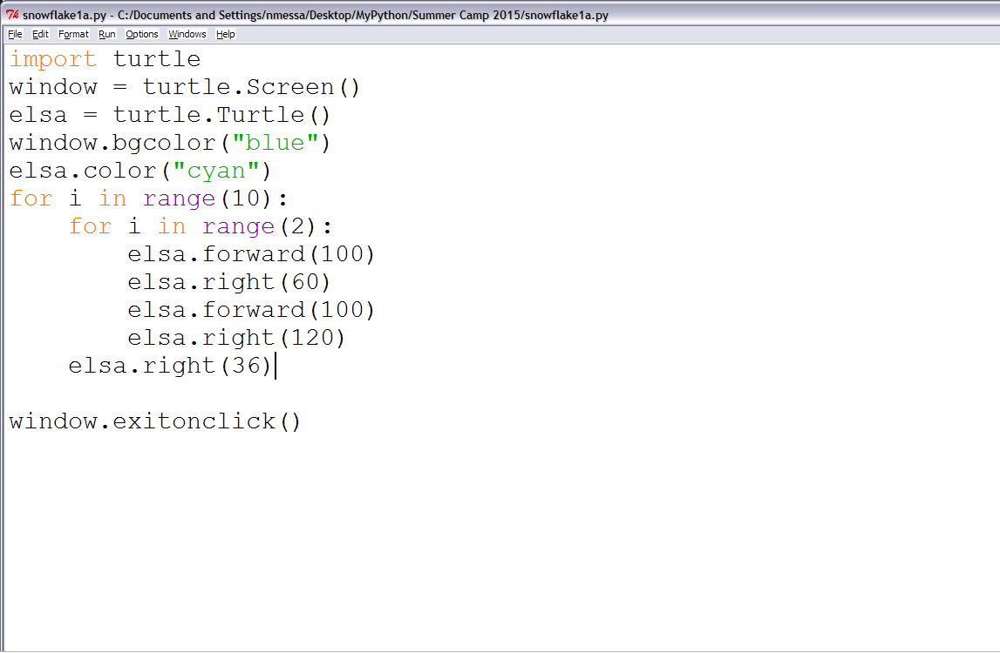 snowflake1a.py - C:/Documents and Settings/nmessa/Desktop/MyPython/Summer Camp 2015/snowflake1a.py
File Edit Format Run Options Windows Help
import turtle
window = turtle.Screen()
elsa = turtle.Turtle()
window.bgcolor("blue")
elsa.color("cyan")
for i in range(10):
    for i in range(2):
        elsa.forward(100)
        elsa.right(60)
        elsa.forward(100)
        elsa.right(120)
    elsa.right(36)
window.exitonclick()